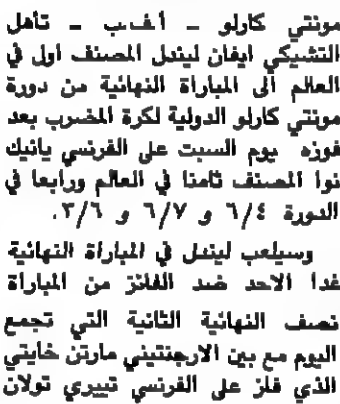 مونتي كارلو - أ.ف.ب - تأهل
التشيكي ايفان ليندل المصنف اول في
العالم الى المباراة النهائية من دورة
مونتي كارلو الدولية لكرة المضرب بعد
فوزه يوم السبت على الفرنسي يانيك
نوا المصنف ثامنا في العالم ورابعا في
الدورة ٦/٤ و ٦/٧ و ٣/٦.
وسيلعب ليندل في المباراة النهائية
غدا الاحد ضد الفائز من المباراة
نصف النهائية الثانية التي تجمع
اليوم مع بين الارجنتيني مارتن خايتي
الذي فاز على الفرنسي تييري تولان